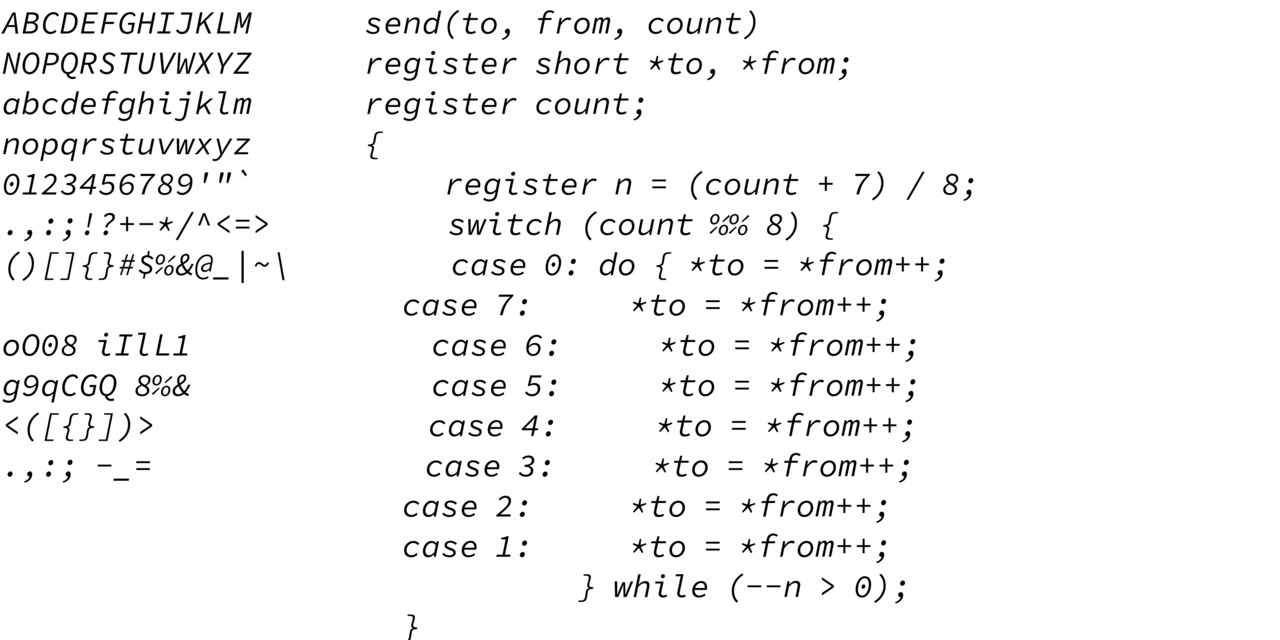 ABCDEFGHIJKLM
NOPQRSTUVWXYZ
abcdefghijklm
nopqrstuvwxyz
0123456789'"`
.,:;!?+-*/^<=>
()[]{}#$%&@_|~\
oO08 iIlL1
g9qCGQ 8%&
<([{}])>
.,:; -_=
send(to, from, count)
register short *to, *from;
register count;
{
register n = (count + 7) / 8;
switch (count %% 8) {
case 0: do { *to = *from++;
case 7: *to = *from++;
case 6: *to = *from++;
case 5: *to = *from++;
case 4: *to = *from++;
case 3: *to = *from++;
case 2: *to = *from++;
case 1: *to = *from++;
} while (--n > 0);
}